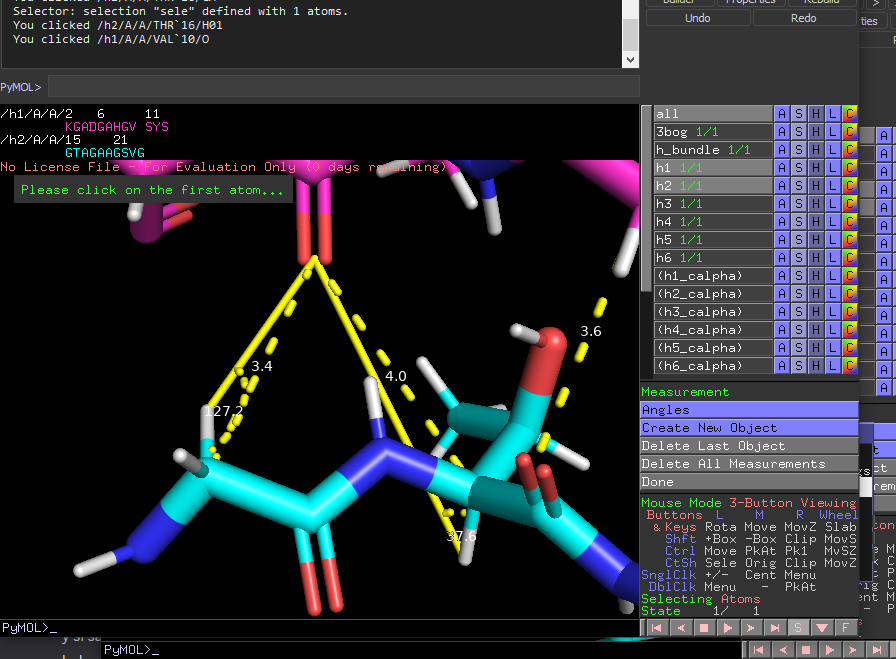 Builder Properties Rebuild
Selector: selection "sele" defined with 1 atoms.
You clicked /h2/A/A/THR`16/H01
You clicked /h1/A/A/VAL`10/O
Undo Redo
ties
PyMOL>
/h1/A/A/2 6 11
KGADGAHGV SYS
/h2/A/A/15 21
GTAGAAGSVG
No License File - For Evaluation Only (0 days remaining)
Please click on the first atom...
3.4
4.0
3.6
127.2
37.6
all A S H L C
3bog 1/1 A S H L C
h_bundle 1/1 A S H L C
h1 1/1 A S H L C
h2 1/1 A S H L C
h3 1/1 A S H L C
h4 1/1 A S H L C
h5 1/1 A S H L C
h6 1/1 A S H L C
(h1_calpha) A S H L C
(h2_calpha) A S H L C
(h3_calpha) A S H L C
(h4_calpha) A S H L C
(h5_calpha) A S H L C
(h6_calpha) A S H L C
Measurement
Angles
Create New Object
Delete Last Object
Delete All Measurements
Done
Mouse Mode 3-Button Viewing
Buttons L M R Wheel
& Keys Rota Move MovZ Slab
Shft +Box -Box Clip MovS
Ctrl Move PkAt Pk1 MvSZ
CtSh Sele Orig Clip MovZ
SnglClk +/- Cent Menu
DblClk Menu - PkAt
Selecting Atoms
State 1/ 1
S F
PyMOL>_
PyMOL>_